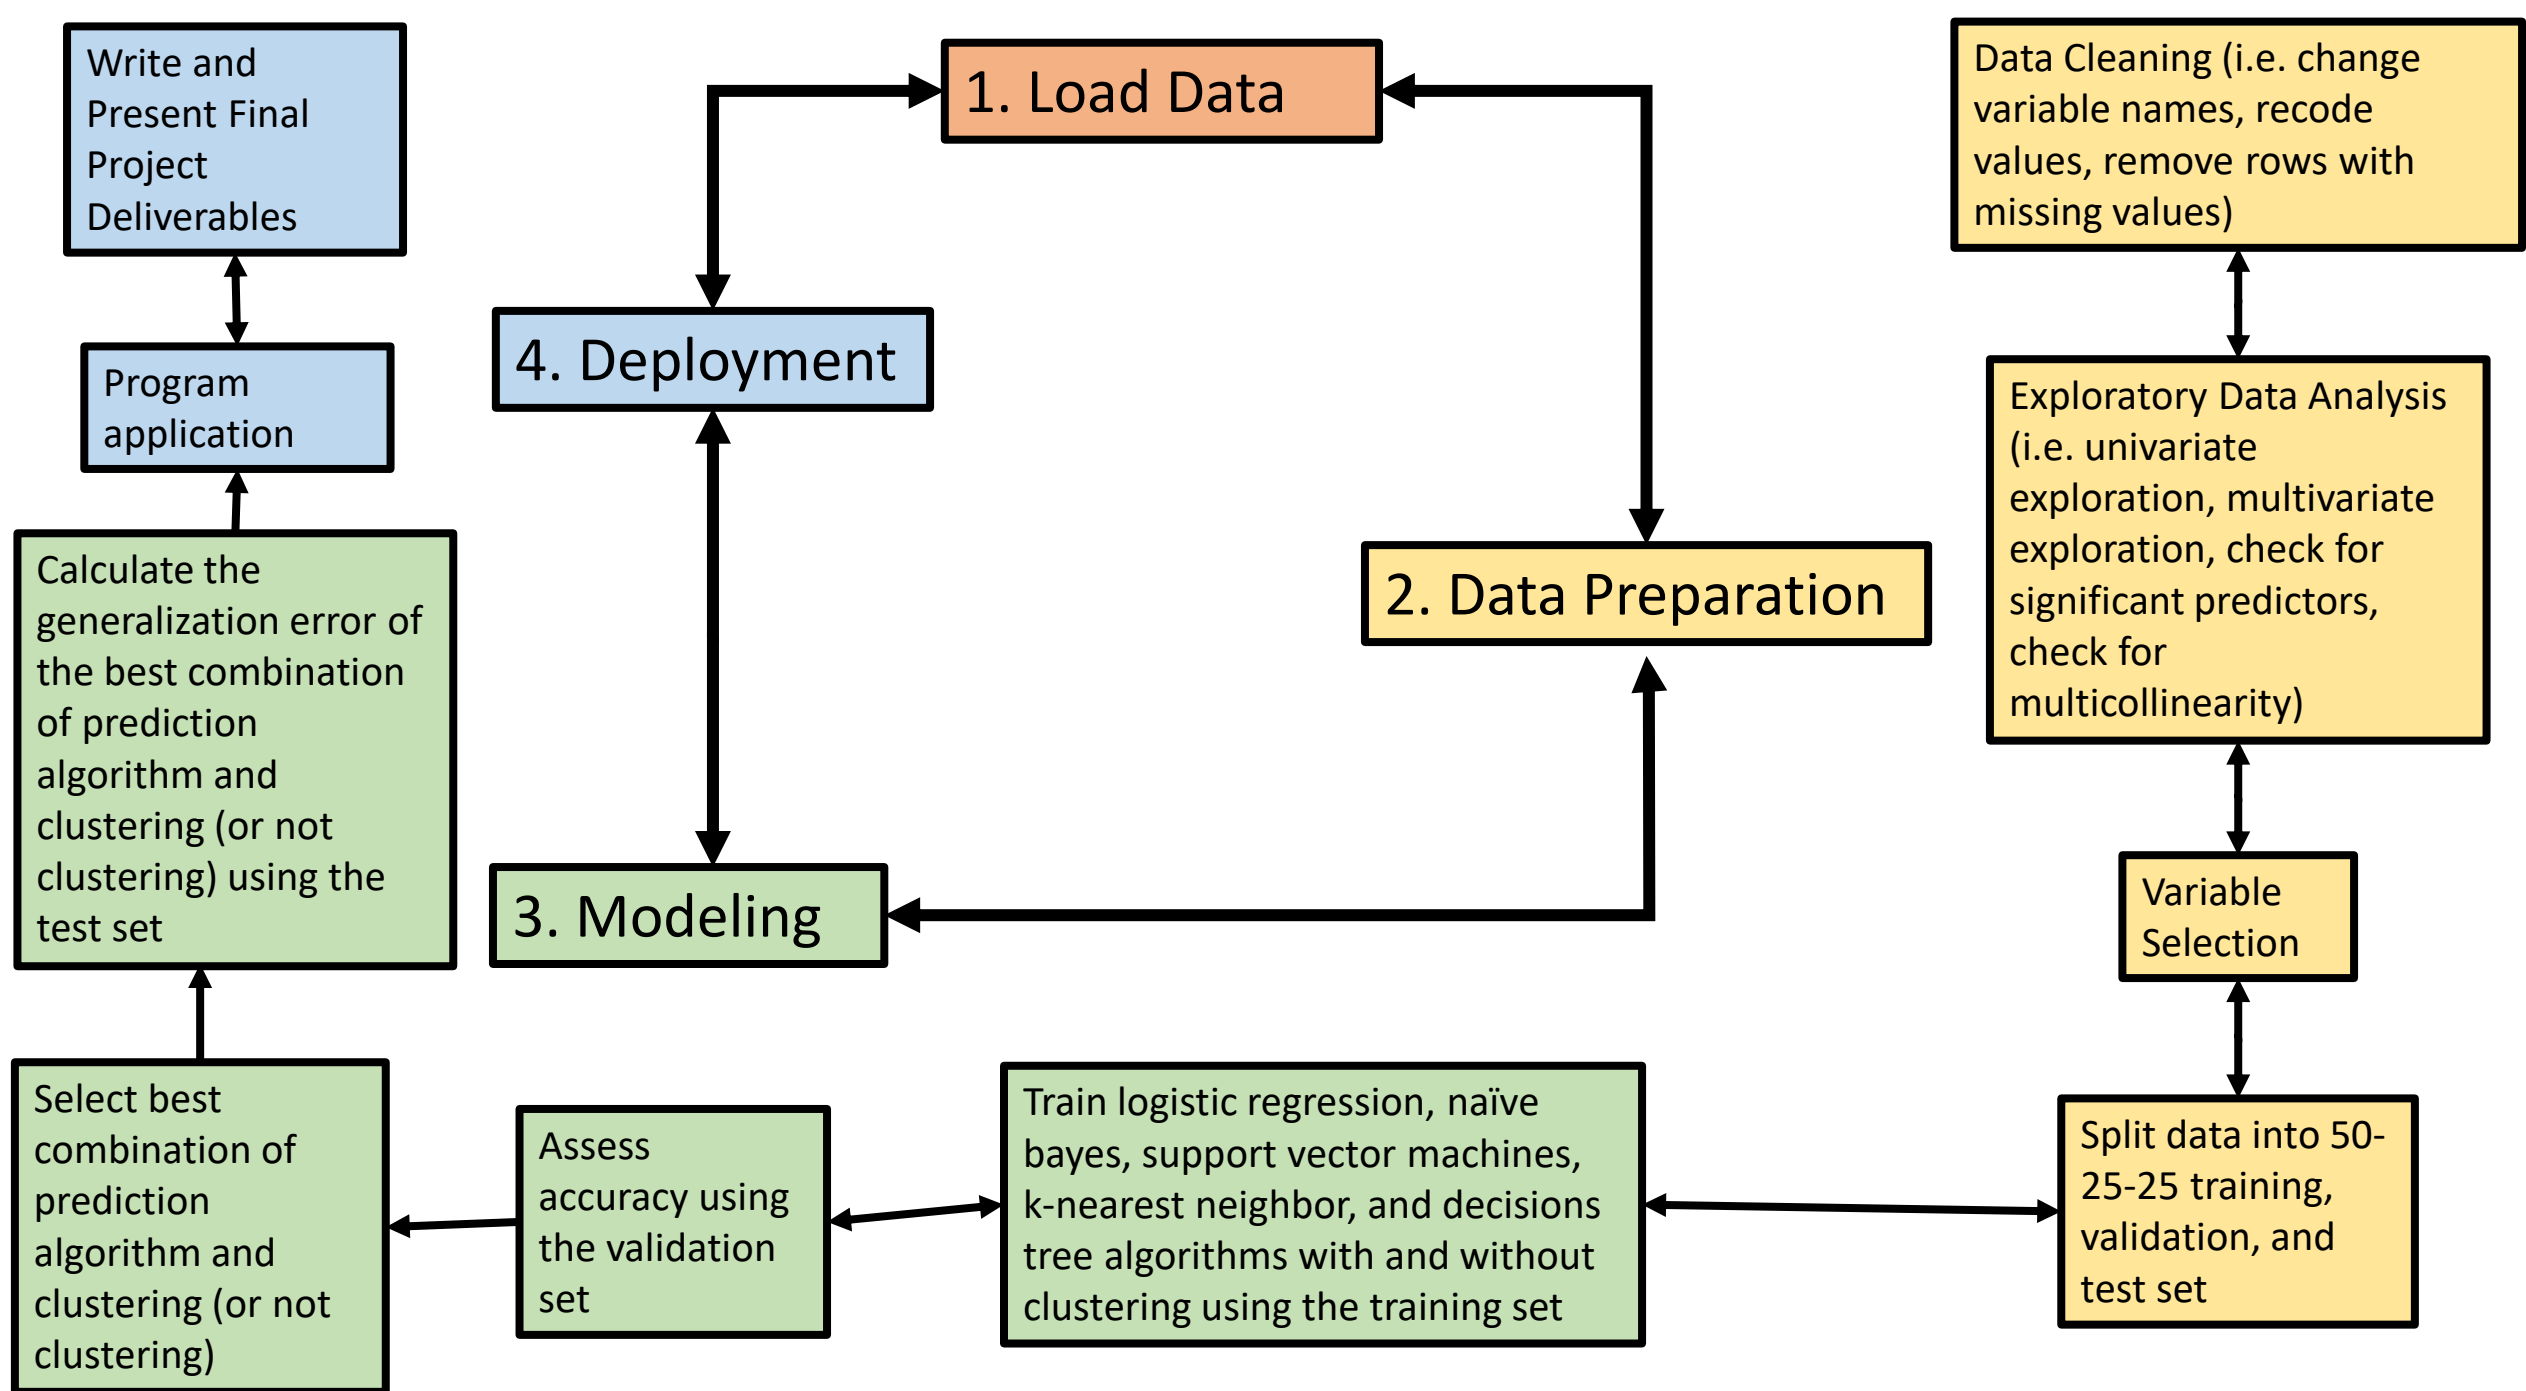 1. Load Data
2. Data Preparation
3. Modeling
4. Deployment
Data Cleaning (i.e. change
variable names, recode
values, remove rows with
missing values)
Exploratory Data Analysis
(i.e. univariate
exploration, multivariate
exploration, check for
significant predictors,
check for
multicollinearity)
Variable
Selection
Split data into 50-
25-25 training,
validation, and
test set
Train logistic regression, naïve
bayes, support vector machines,
k-nearest neighbor, and decisions
tree algorithms with and without
clustering using the training set
Assess
accuracy using
the validation
set
Select best
combination of
prediction
algorithm and
clustering (or not
clustering)
Calculate the
generalization error of
the best combination
of prediction
algorithm and
clustering (or not
clustering) using the
test set
Program
application
Write and
Present Final
Project
Deliverables